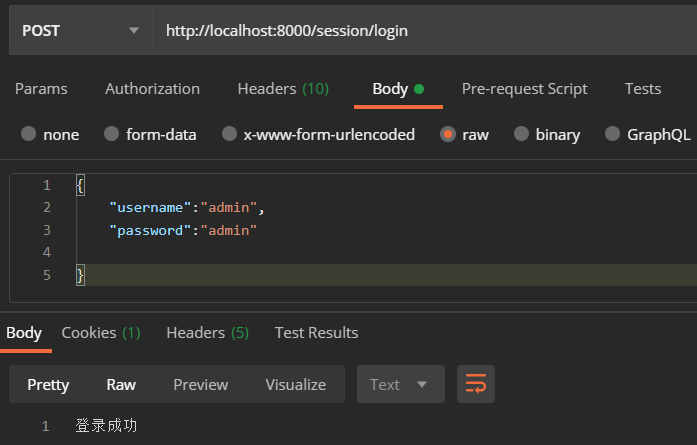 POST http://localhost:8000/session/login
Params Authorization Headers (10) Body Pre-request Script Tests
none form-data x-www-form-urlencoded raw binary GraphQL
1 {
2 "username":"admin",
3 "password":"admin"
4
5 }
Body Cookies (1) Headers (5) Test Results
Pretty Raw Preview Visualize Text
1 登录成功